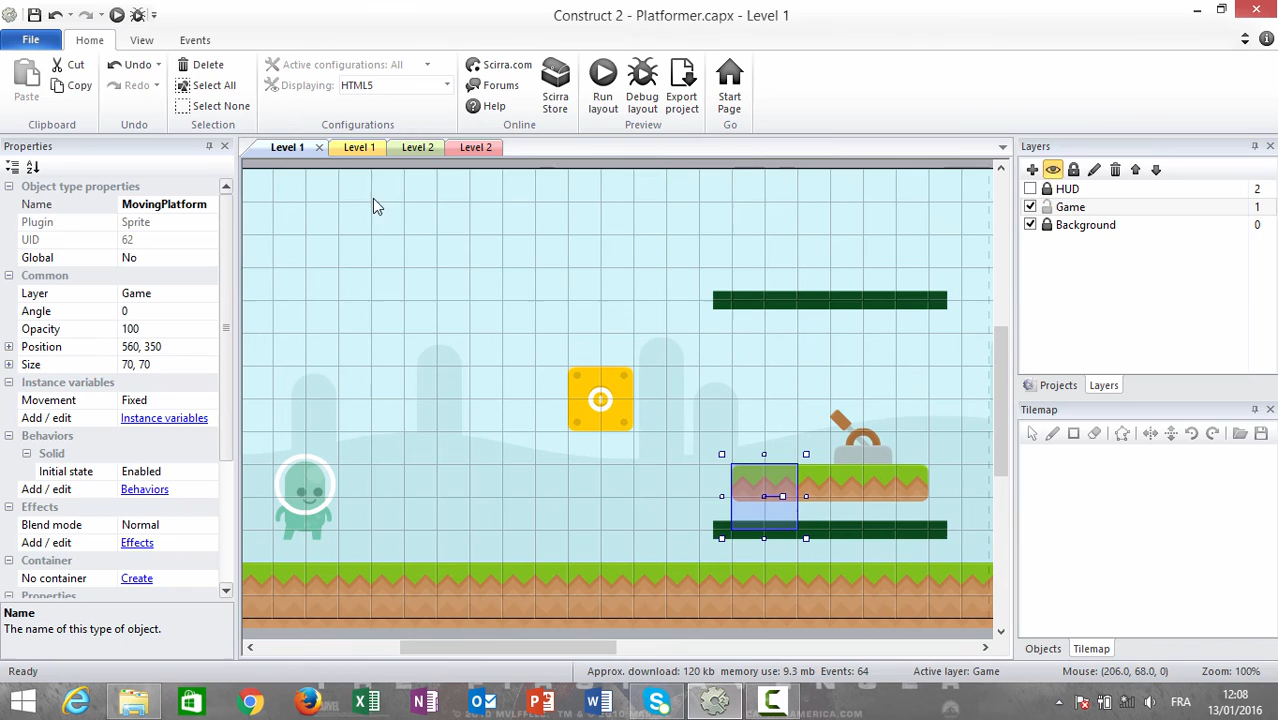 Construct 2 - Platformer.capx - Level 1
File
Home
View
Events
Paste
Cut
Copy
Clipboard
Undo
Redo
Undo
Delete
Select All
Select None
Selection
Active configurations: All
Displaying: HTML5
Configurations
Scirra.com
Forums
Help
Online
Scirra Store
Run layout
Debug layout
Export project
Preview
Start Page
Go
Properties
Level 1
Level 1
Level 2
Level 2
Layers
Object type properties
Name MovingPlatform
Plugin Sprite
UID 62
Global No
Common
Layer Game
Angle 0
Opacity 100
Position 560, 350
Size 70, 70
Instance variables
Movement Fixed
Add / edit Instance variables
Behaviors
Solid
Initial state Enabled
Add / edit Behaviors
Effects
Blend mode Normal
Add / edit Effects
Container
No container Create
Properties
Name
The name of this type of object.
HUD 2
Game 1
Background 0
Projects
Layers
Tilemap
Objects
Tilemap
Ready
Approx. download: 120 kb memory use: 9.3 mb Events: 64
Active layer: Game
Mouse: (206.0, 68.0, 0)
Zoom: 100%
FRA
12:08
13/01/2016